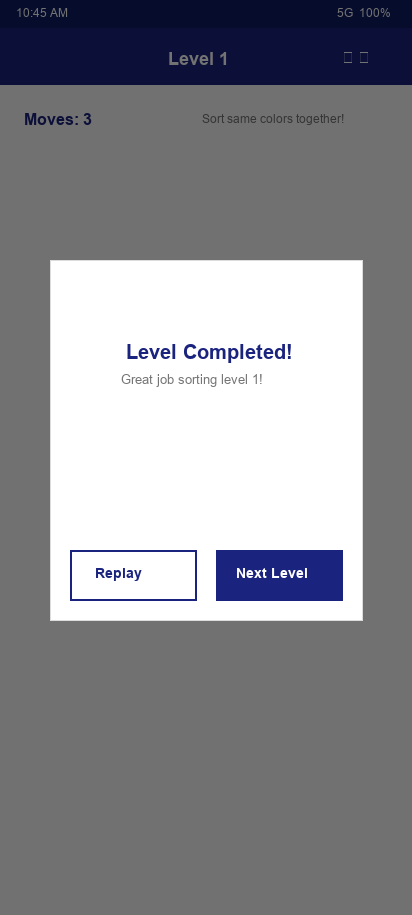 10:45 AM 5G 100%
Level 1
Moves: 3 Sort same colors together!
Level Completed!
Great job sorting level 1!
Replay Next Level